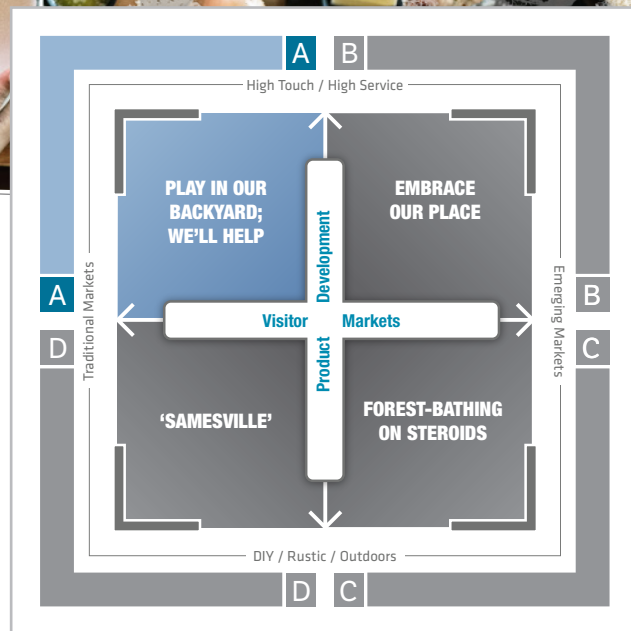 A
B
High Touch / High Service
PLAY IN OUR
BACKYARD;
WE'LL HELP
EMBRACE
OUR PLACE
Traditional Markets
Emerging Markets
Product Development
Visitor Markets
A
B
D
C
'SAMESVILLE'
FOREST-BATHING
ON STEROIDS
DIY / Rustic / Outdoors
D
C